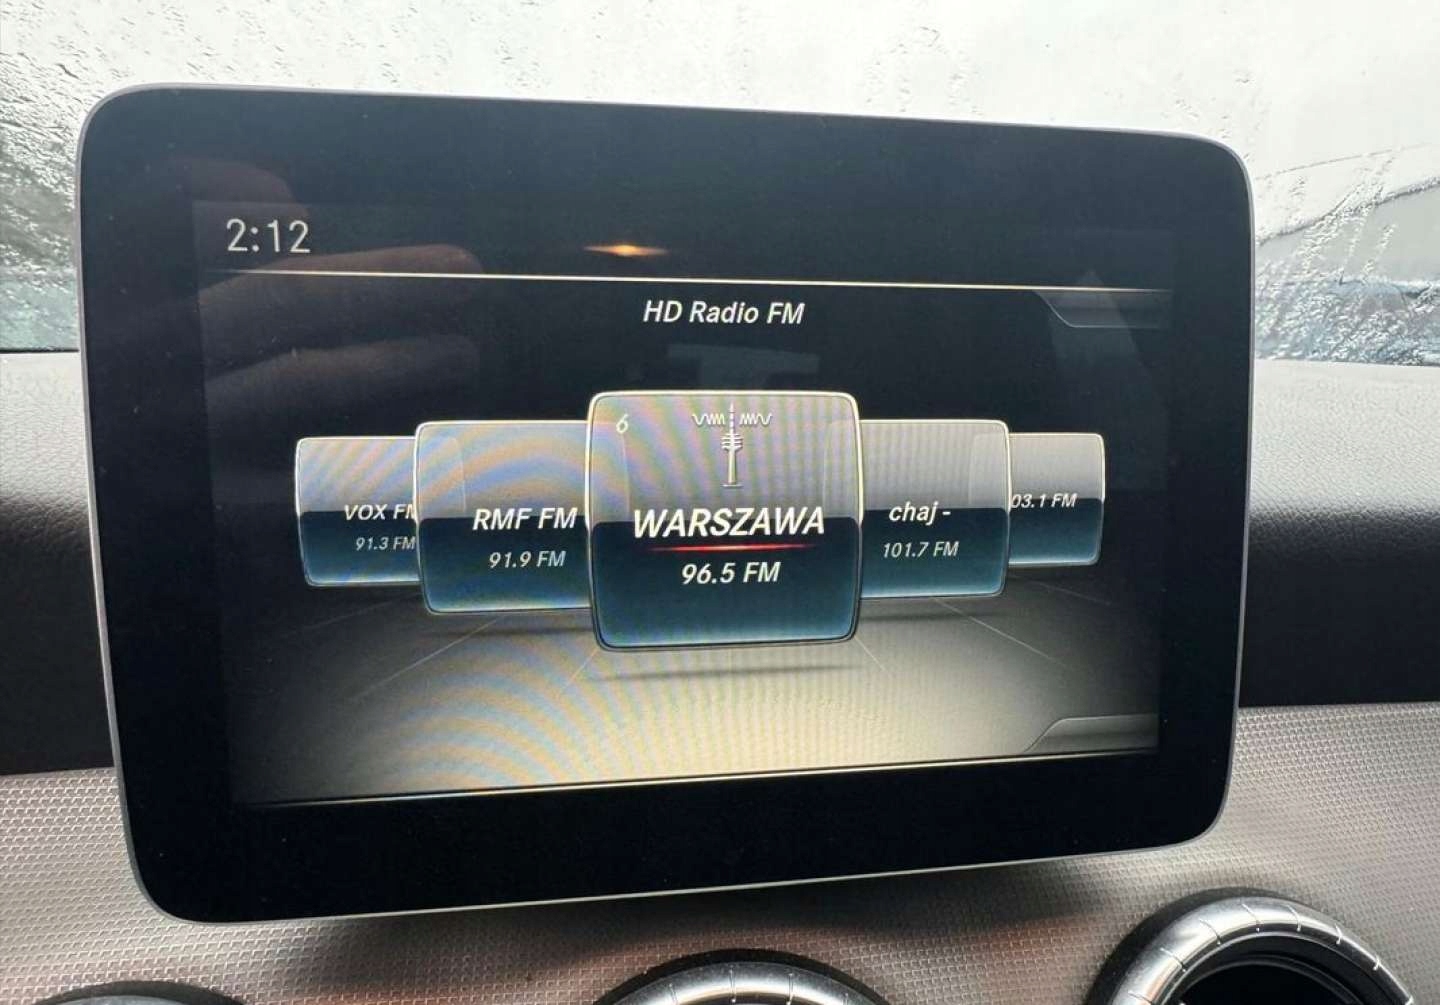 2:12
HD Radio FM
6
VOX FM
91.3 FM
RMF FM
91.9 FM
WARSZAWA
96.5 FM
chaj -
101.7 FM
03.1 FM